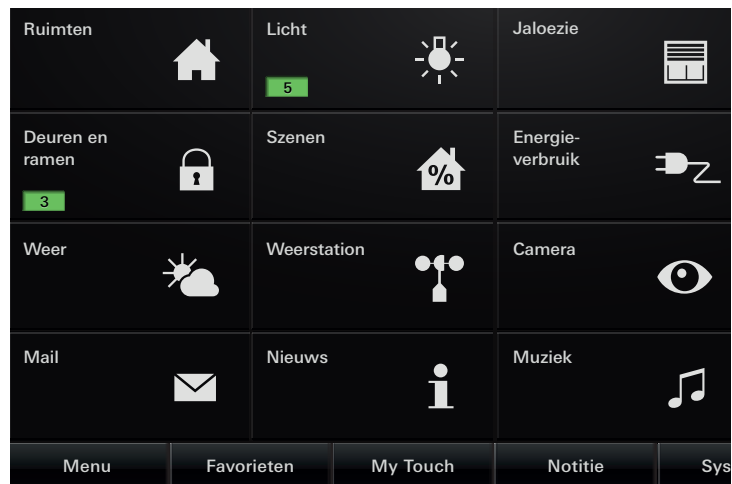 Ruimten
Licht
5
Jaloezie
Deuren en
ramen
3
Szenen
%
Energie-
verbruik
Weer
Weerstation
Camera
Mail
Nieuws
Muziek
Menu
Favorieten
My Touch
Notitie
Sys